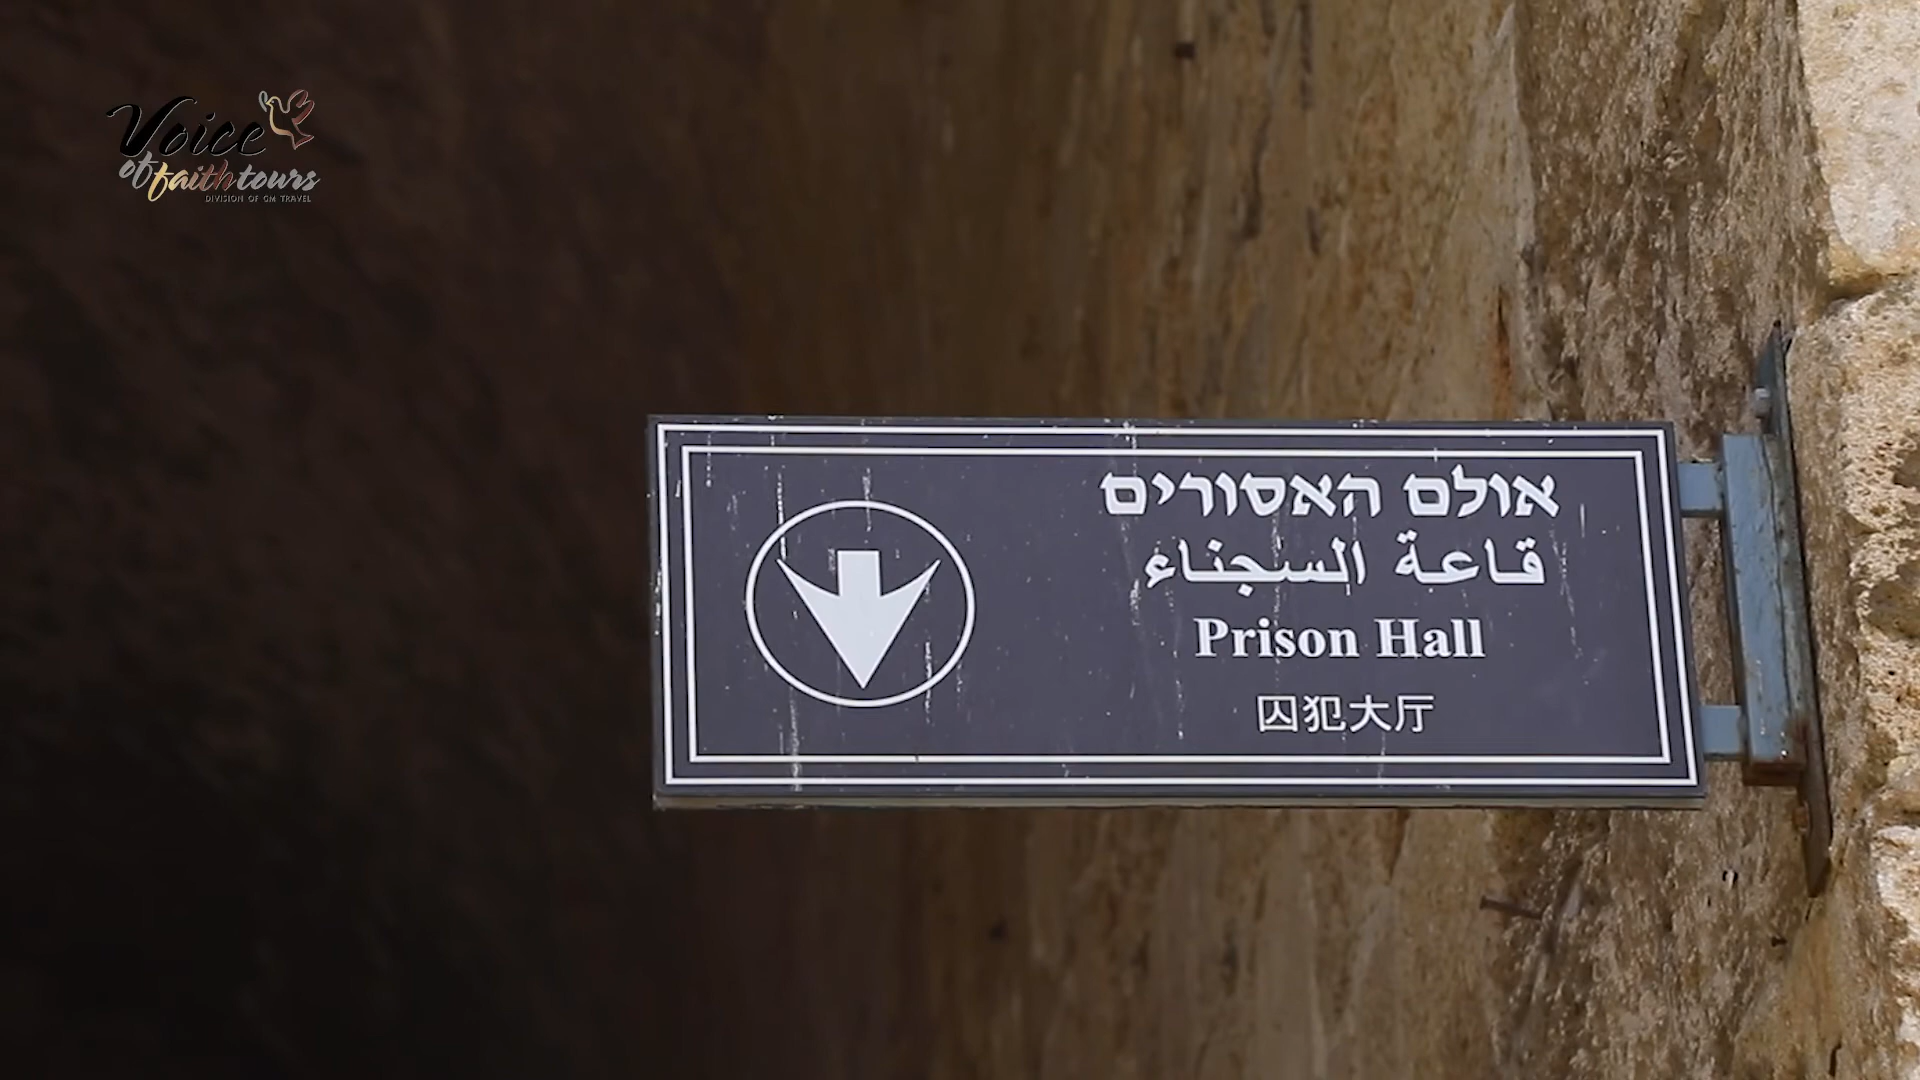 Voice
of faith tours
DIVISION OF GM TRAVEL
אולם האסורים
قاعة السجناء
Prison Hall
囚犯大厅